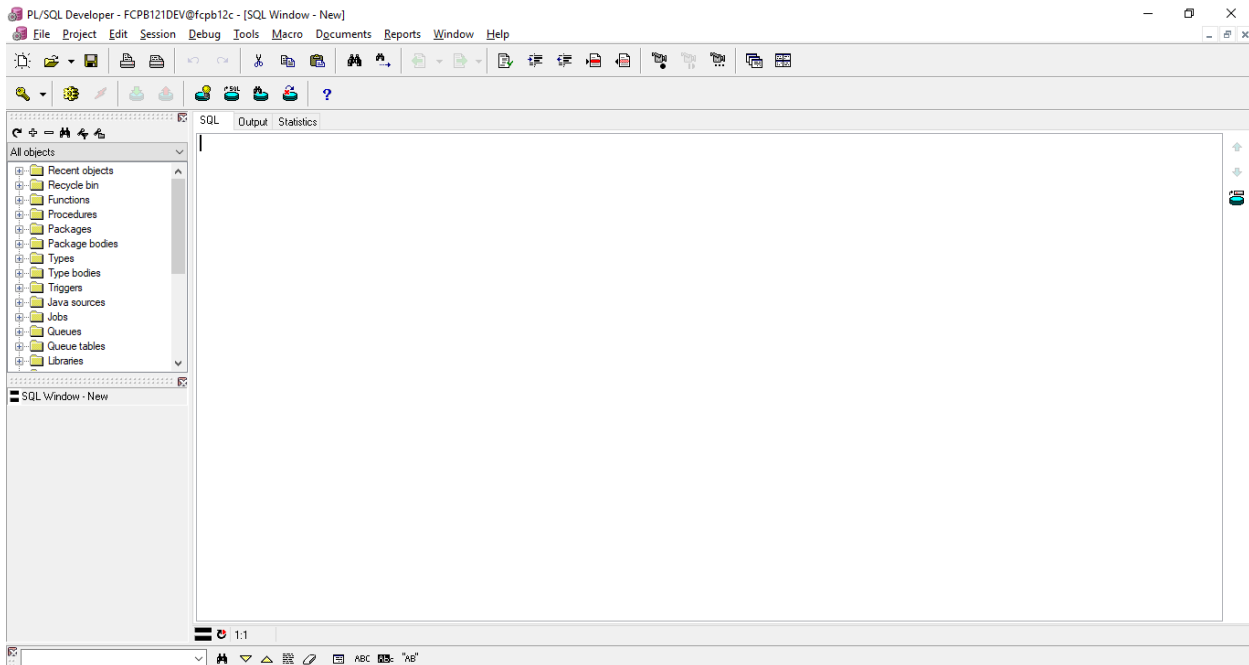 PL/SQL Developer - FCPB121DEV@fcpb12c - [SQL Window - New]
File Project Edit Session Debug Tools Macro Documents Reports Window Help
SQL Output Statistics
All objects
Recent objects
Recycle bin
Functions
Procedures
Packages
Package bodies
Types
Type bodies
Triggers
Java sources
Jobs
Queues
Queue tables
Libraries
SQL Window - New
1:1
ABC "AB"